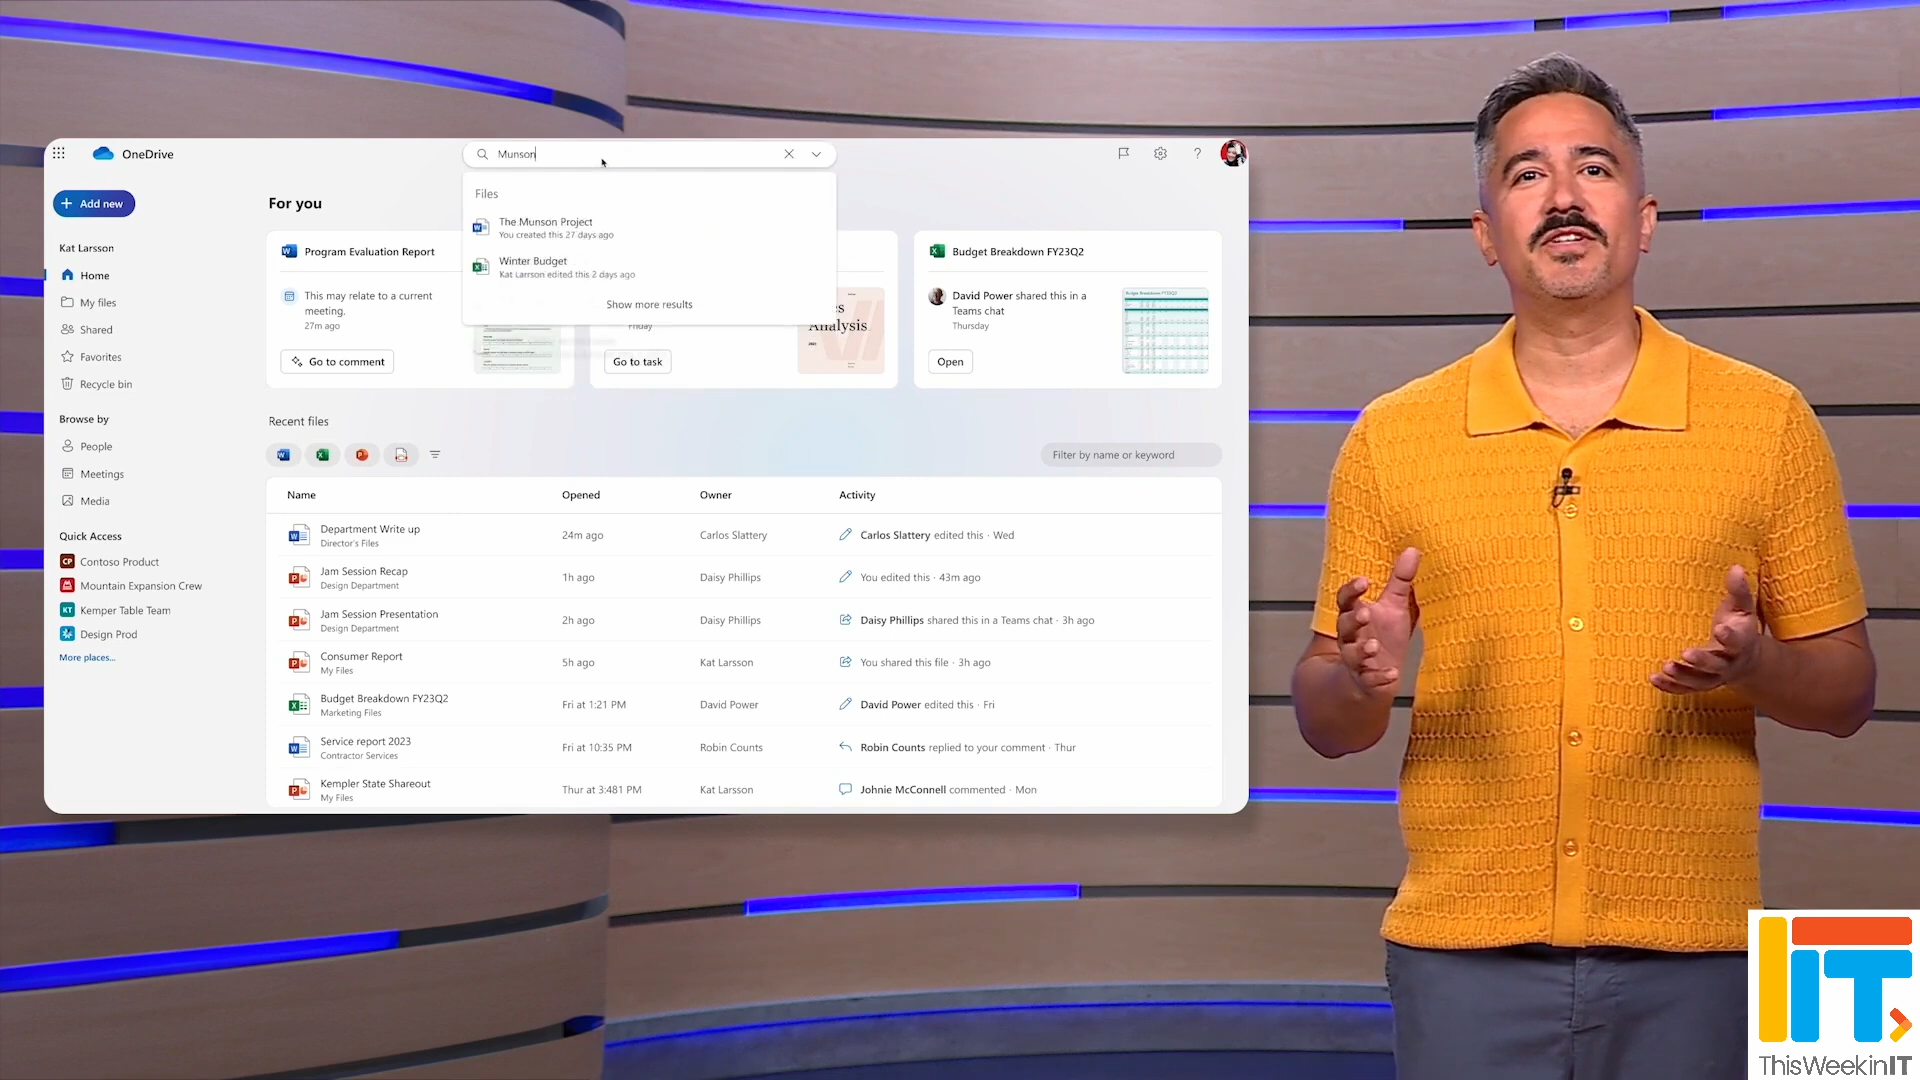 OneDrive
Munson
Add new
Kat Larsson
Home
My files
Shared
Favorites
Recycle bin
Browse by
People
Meetings
Media
Quick Access
CP Contoso Product
Mountain Expansion Crew
KT Kemper Table Team
Design Prod
More places...
For you
Files
The Munson Project
You created this 27 days ago
Winter Budget
Kat Larrson edited this 2 days ago
Show more results
Program Evaluation Report
This may relate to a current
meeting.
27m ago
Go to comment
Friday
Go to task
Analysis
Budget Breakdown FY23Q2
David Power shared this in a
Teams chat
Thursday
Open
Budget Breakdown FY23Q2
Recent files
Filter by name or keyword
Name Opened Owner Activity
Department Write up
Director's Files
24m ago Carlos Slattery Carlos Slattery edited this · Wed
Jam Session Recap
Design Department
1h ago Daisy Phillips You edited this · 43m ago
Jam Session Presentation
Design Department
2h ago Daisy Phillips Daisy Phillips shared this in a Teams chat · 3h ago
Consumer Report
My Files
5h ago Kat Larsson You shared this file · 3h ago
Budget Breakdown FY23Q2
Marketing Files
Fri at 1:21 PM David Power David Power edited this · Fri
Service report 2023
Contractor Services
Fri at 10:35 PM Robin Counts Robin Counts replied to your comment · Thur
Kempler State Shareout
My Files
Thur at 3:481 PM Kat Larsson Johnie McConnell commented · Mon
IT
ThisWeekinIT